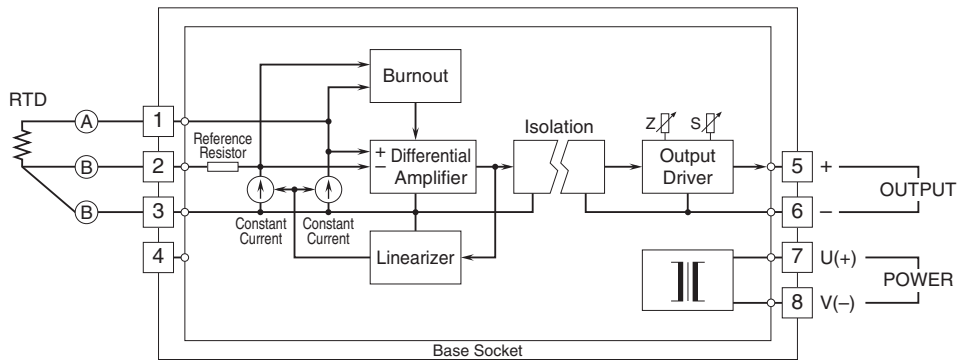 RTD
A
B
B
1
2
3
4
Reference
Resistor
Constant
Current
Constant
Current
Burnout
+
−
Differential
Amplifier
Linearizer
Isolation
Z
S
Output
Driver
5
+
6
−
OUTPUT
7
U(+)
8
V(−)
POWER
Base Socket